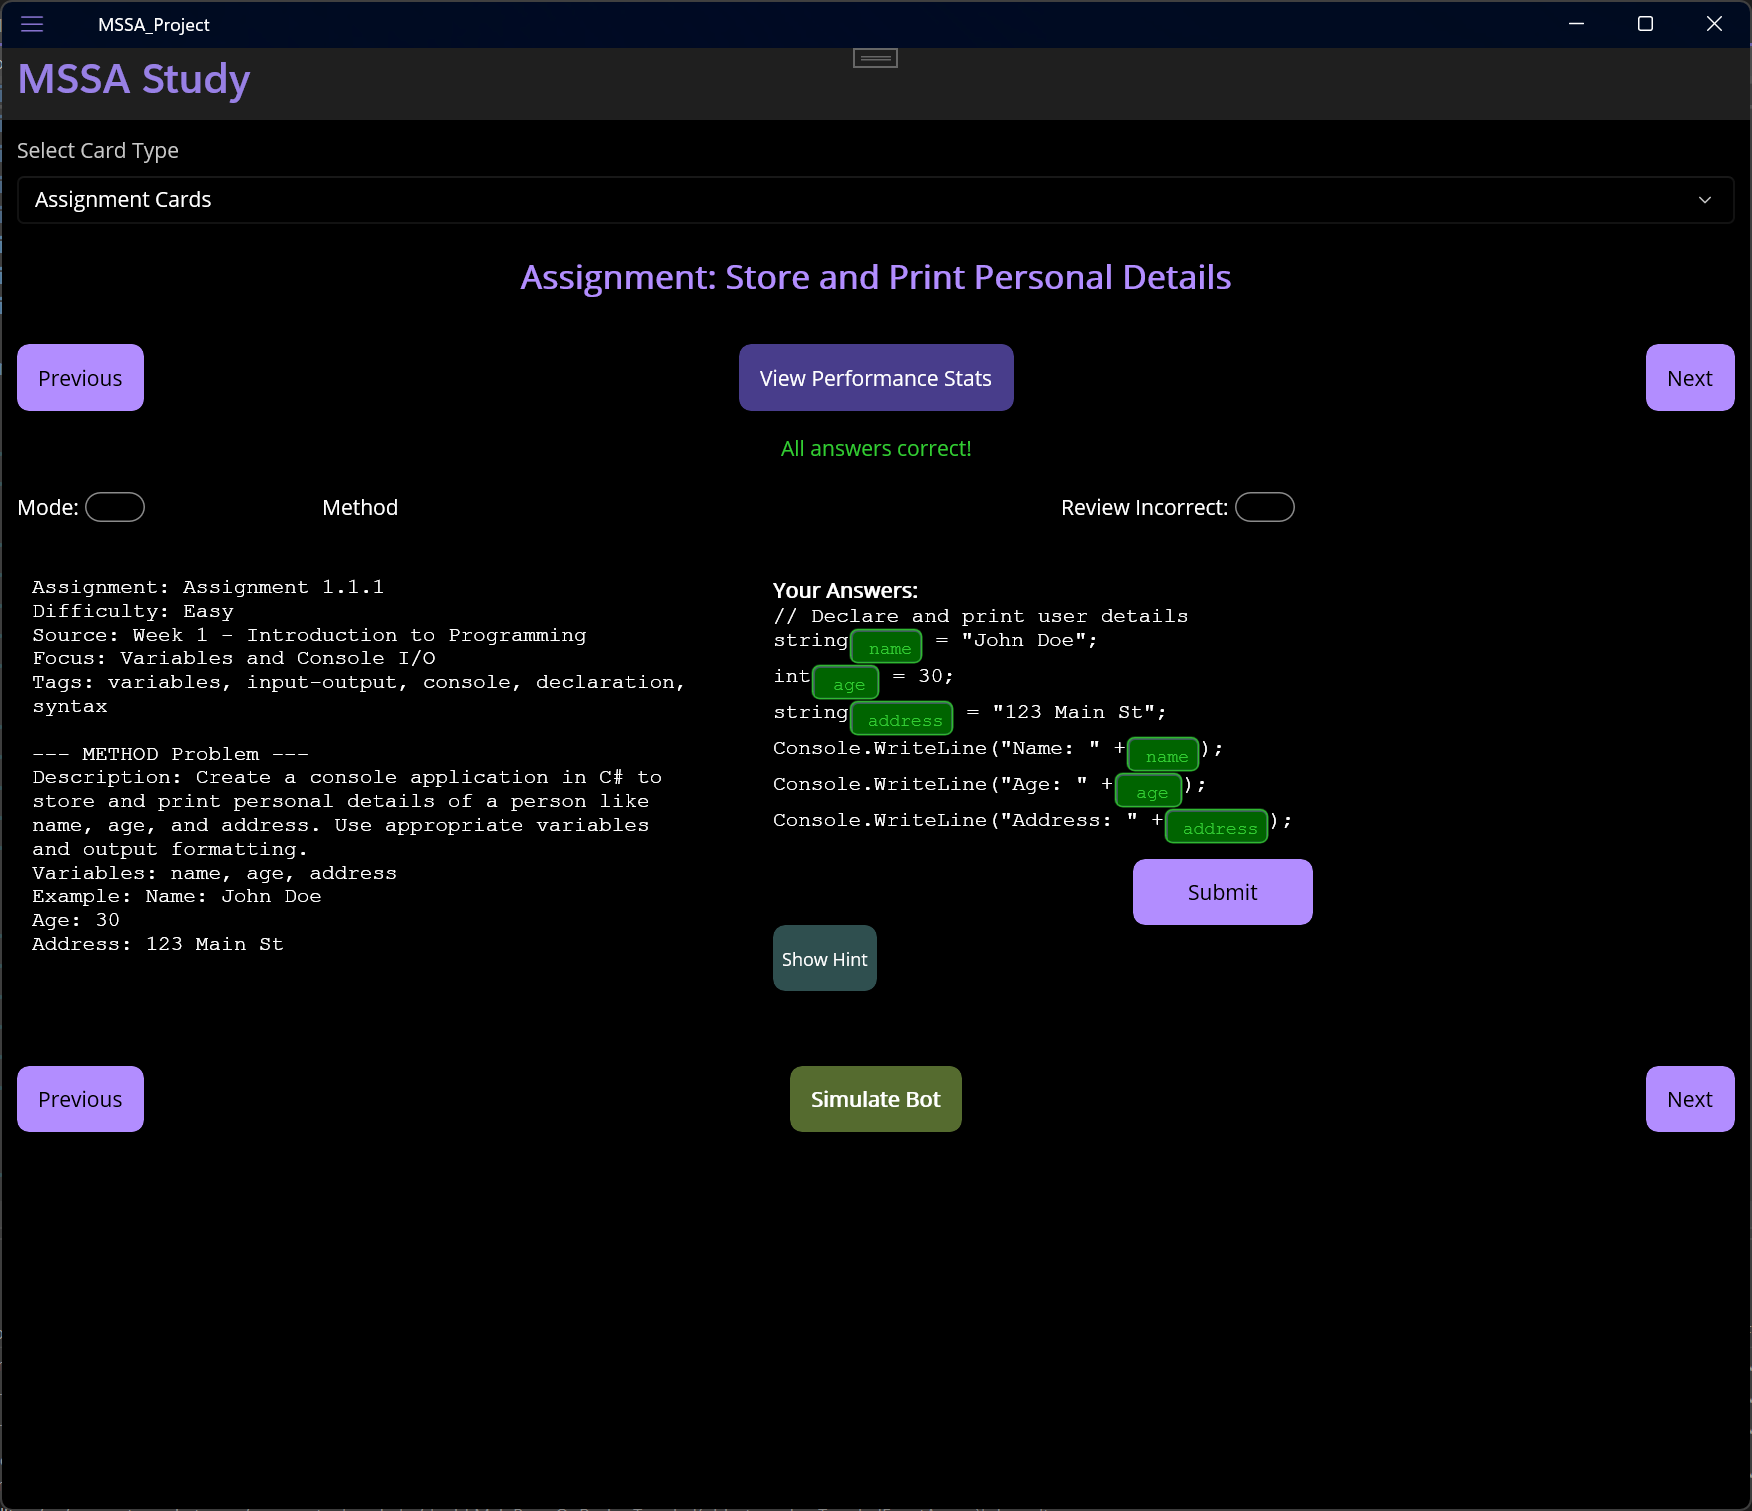 MSSA_Project
MSSA Study
Select Card Type
Assignment Cards
Assignment: Store and Print Personal Details
Previous
View Performance Stats
Next
All answers correct!
Mode:
Method
Review Incorrect:
Assignment: Assignment 1.1.1
Difficulty: Easy
Source: Week 1 - Introduction to Programming
Focus: Variables and Console I/O
Tags: variables, input-output, console, declaration,
syntax
--- METHOD Problem ---
Description: Create a console application in C# to
store and print personal details of a person like
name, age, and address. Use appropriate variables
and output formatting.
Variables: name, age, address
Example: Name: John Doe
Age: 30
Address: 123 Main St
Your Answers:
// Declare and print user details
string name = "John Doe";
int age = 30;
string address = "123 Main St";
Console.WriteLine("Name: " + name);
Console.WriteLine("Age: " + age);
Console.WriteLine("Address: " + address);
Submit
Show Hint
Previous
Simulate Bot
Next